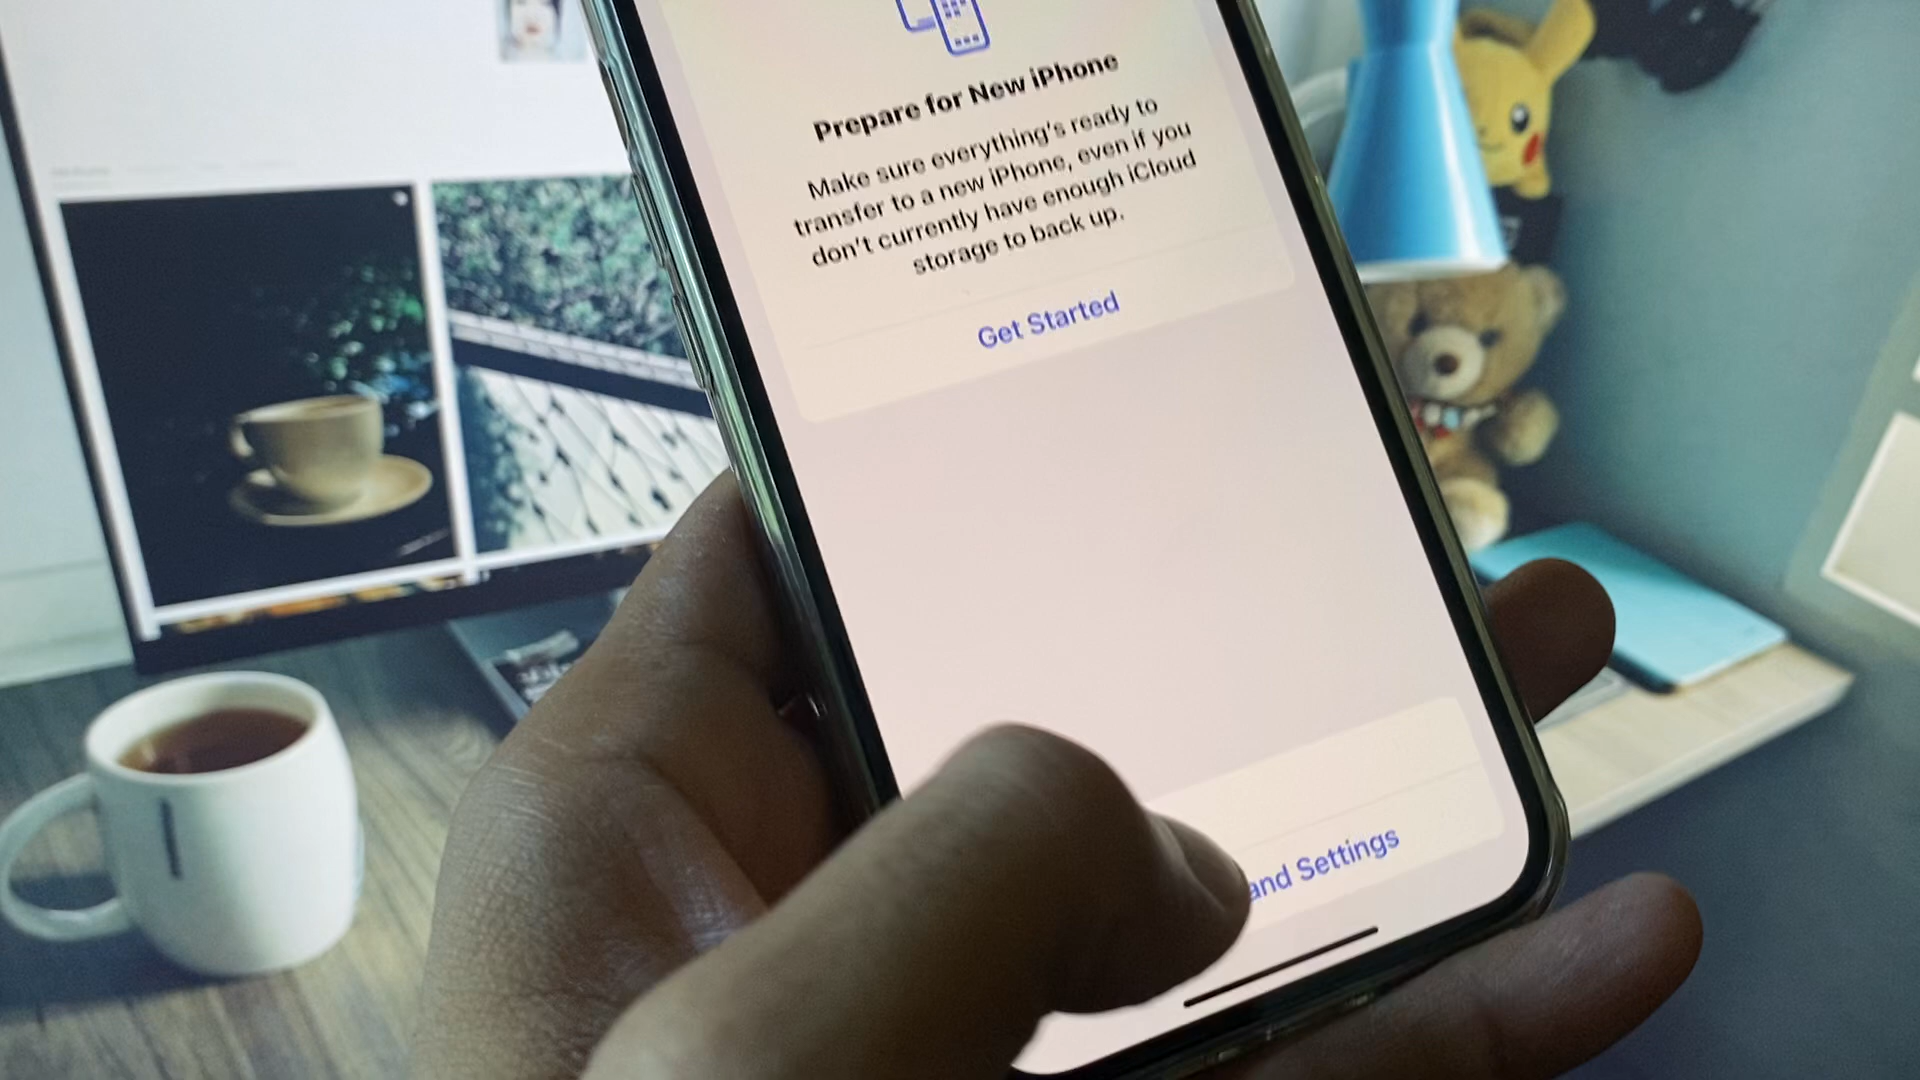 Prepare for New iPhone
Make sure everything's ready to
transfer to a new iPhone, even if you
don't currently have enough iCloud
storage to back up.
Get Started
and Settings